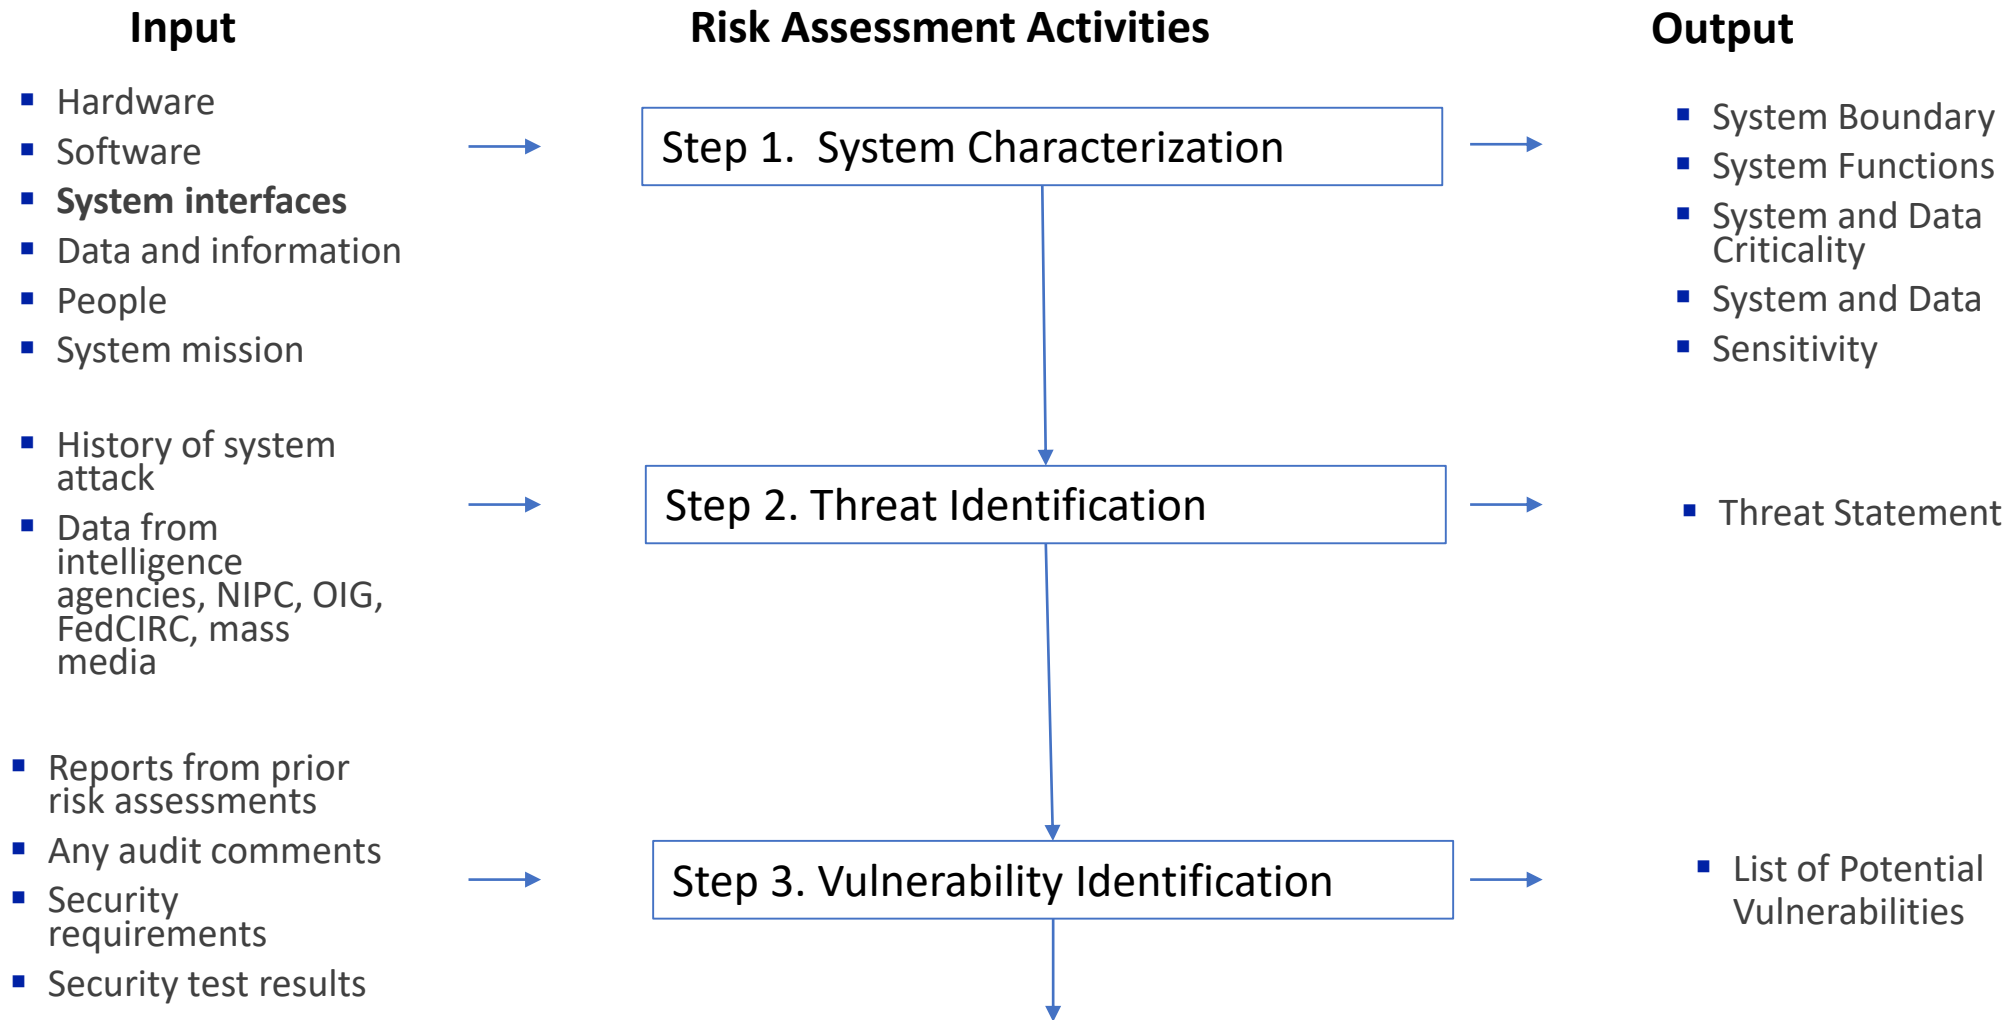 Input
Risk Assessment Activities
Output
Hardware
Software
System interfaces
Data and information
People
System mission
Step 1.  System Characterization
System Boundary
System Functions
System and Data
Criticality
System and Data
Sensitivity
History of system
attack
Data from
intelligence
agencies, NIPC, OIG,
FedCIRC, mass
media
Step 2. Threat Identification
Threat Statement
Reports from prior
risk assessments
Any audit comments
Security
requirements
Security test results
Step 3. Vulnerability Identification
List of Potential
Vulnerabilities